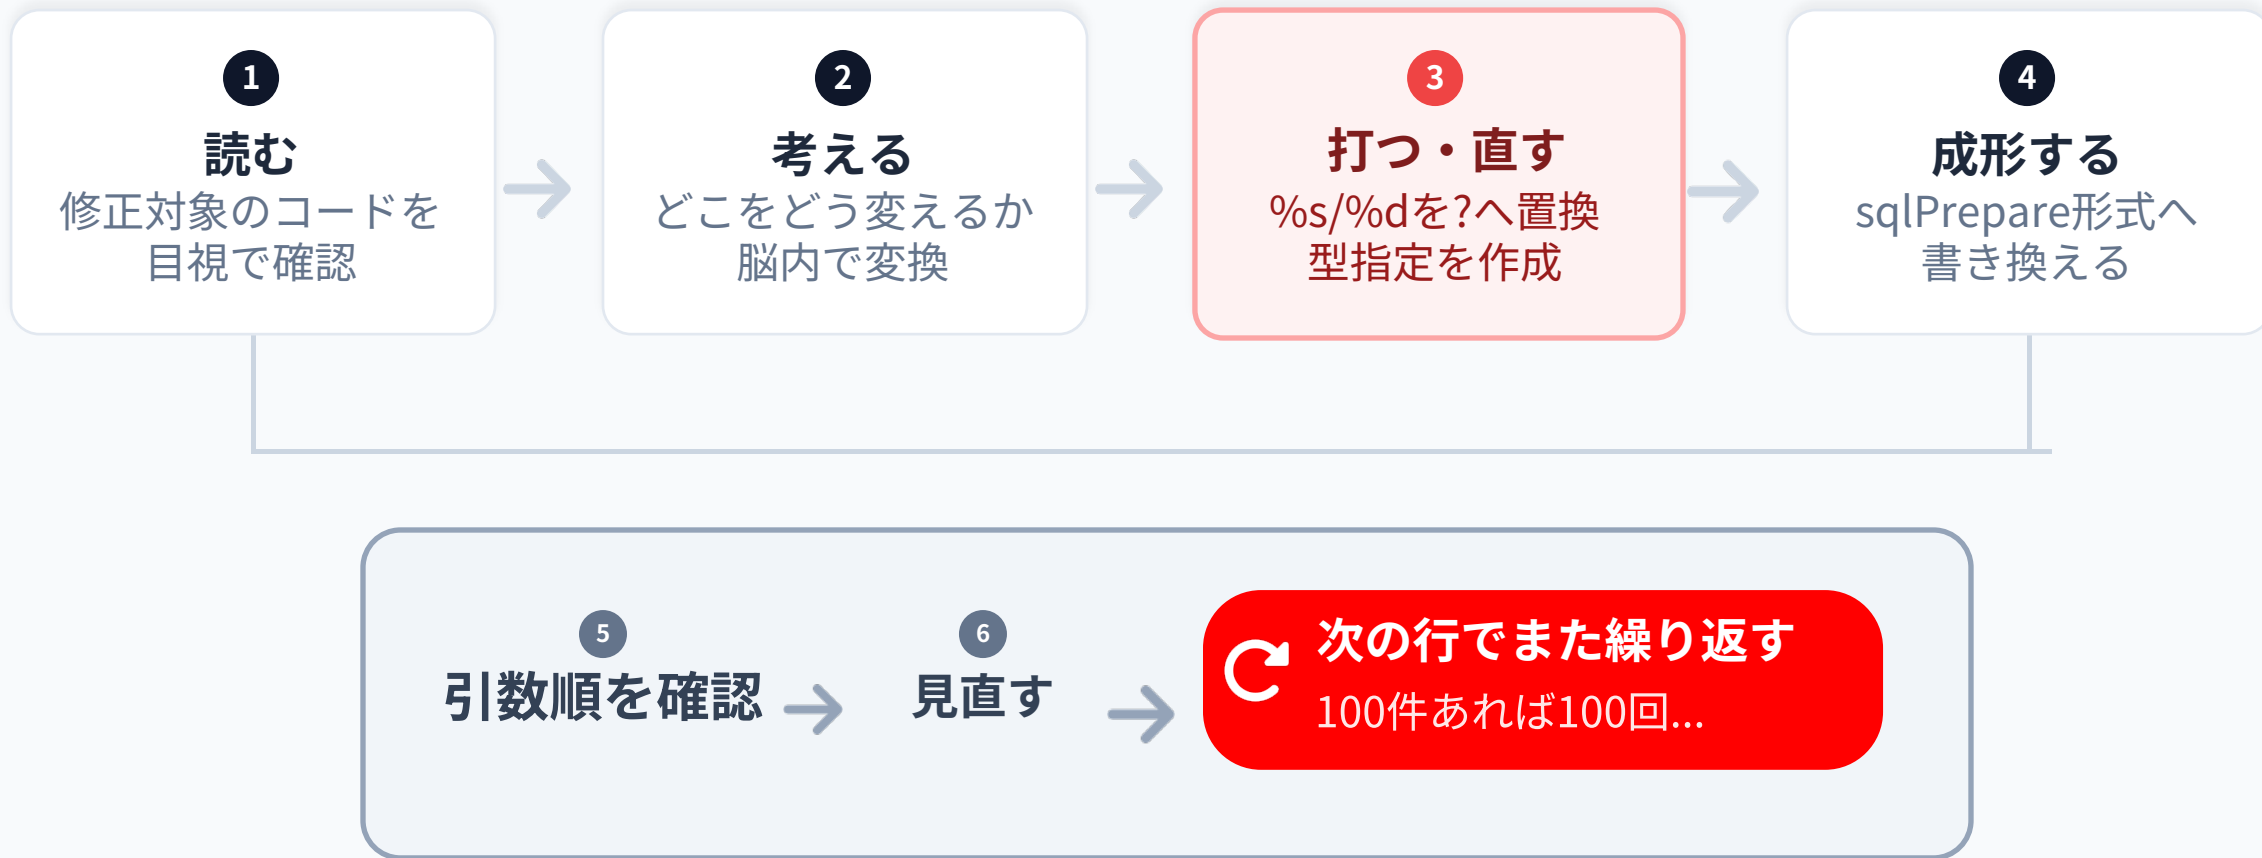 1
読む
修正対象のコードを
目視で確認
2
考える
どこをどう変えるか
脳内で変換
3
打つ・直す
%s/%dを?へ置換
型指定を作成
4
成形する
sqlPrepare形式へ
書き換える
5
引数順を確認
6
見直す
次の行でまた繰り返す
100件あれば100回...